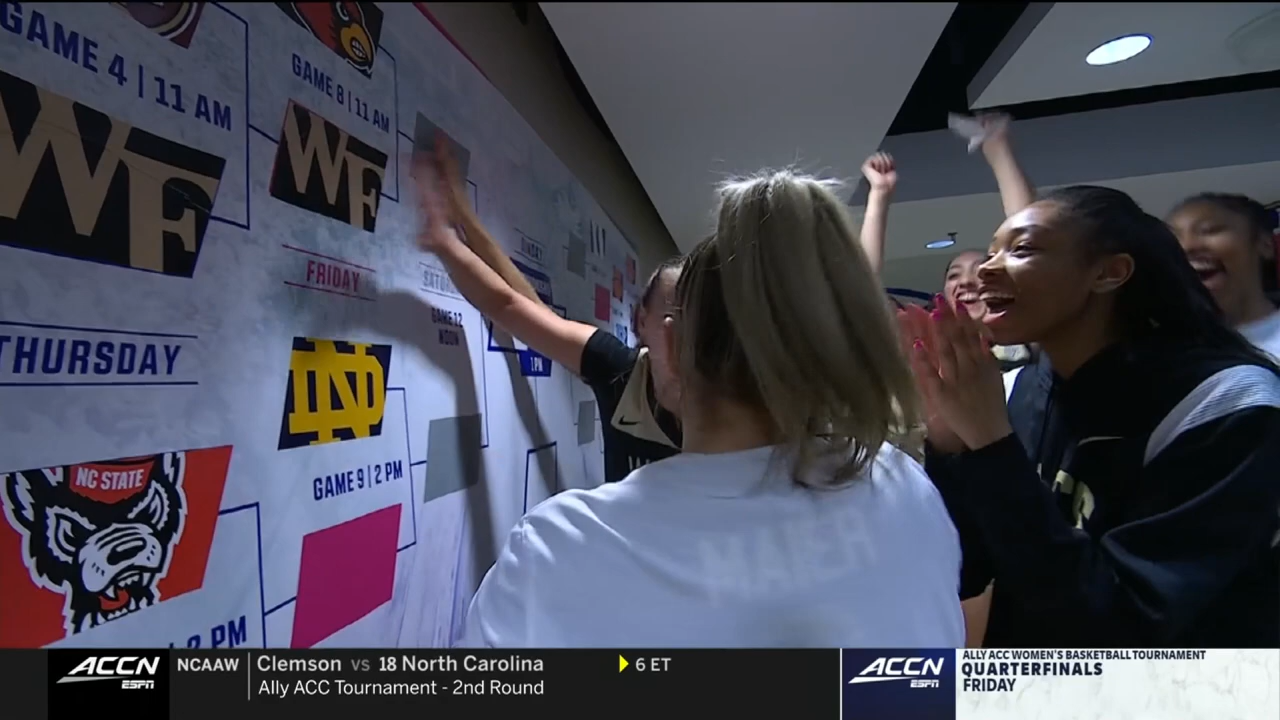 GAME 4 | 11 AM
WF
THURSDAY
NC STATE
2 PM
GAME 8 | 11 AM
WF
FRIDAY
ND
GAME 9 | 2 PM
GAME 12
NOON
1 PM
ACCN
ESPN
NCAAW
Clemson vs 18 North Carolina
6 ET
Ally ACC Tournament - 2nd Round
ACCN
ESPN
ALLY ACC WOMEN'S BASKETBALL TOURNAMENT
QUARTERFINALS
FRIDAY